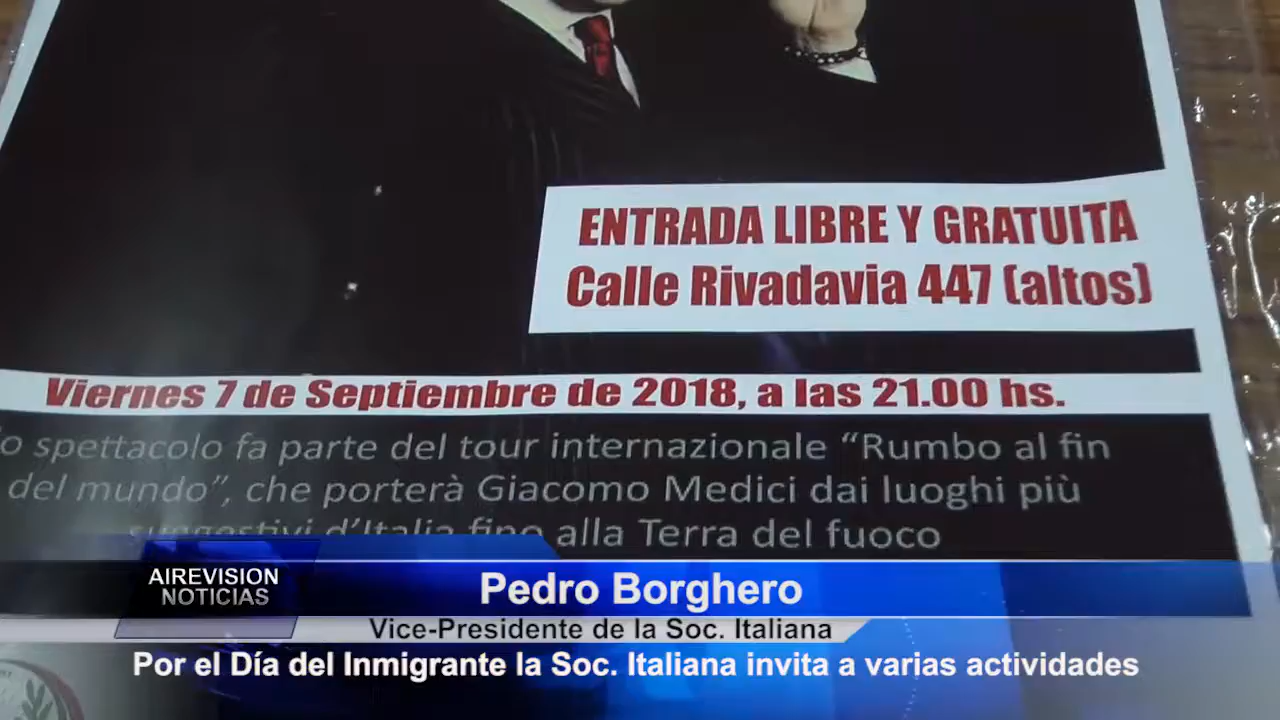 ENTRADA LIBRE Y GRATUITA
Calle Rivadavia 447 (altos)
Viernes 7 de Septiembre de 2018, a las 21.00 hs.
spettacolo fa parte del tour internazionale “Rumbo al fin
del mundo”, che porterà Giacomo Medici dai luoghi più
suggestivi d’Italia fino alla Terra del fuoco
AIREVISION
NOTICIAS
Pedro Borghero
Vice-Presidente de la Soc. Italiana
Por el Día del Inmigrante la Soc. Italiana invita a varias actividades